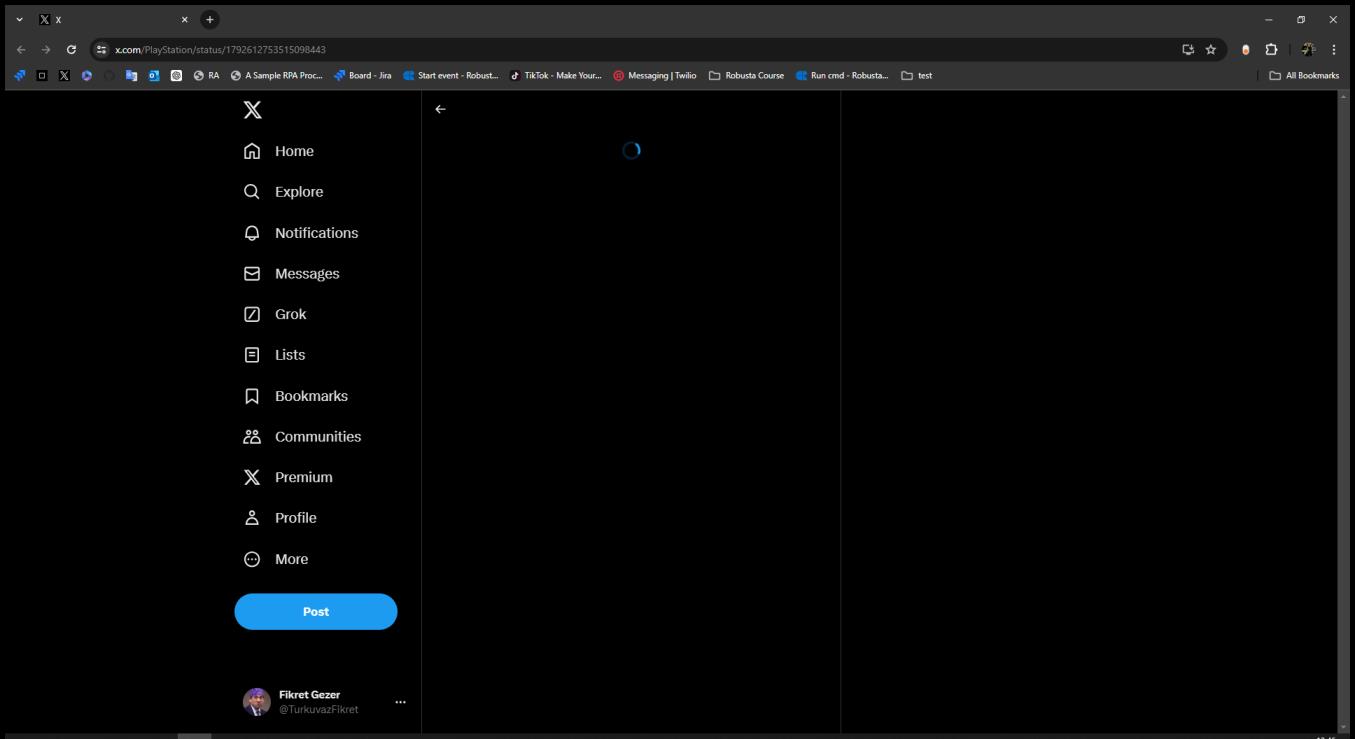 X
x.com/PlayStation/status/1792612753515098443
RA
A Sample RPA Proc...
Board - Jira
Start event - Robust...
TikTok - Make Your...
Messaging | Twilio
Robusta Course
Run cmd - Robusta...
test
All Bookmarks
Home
Explore
Notifications
Messages
Grok
Lists
Bookmarks
Communities
Premium
Profile
More
Post
Fikret Gezer
@TurkuvazFikret